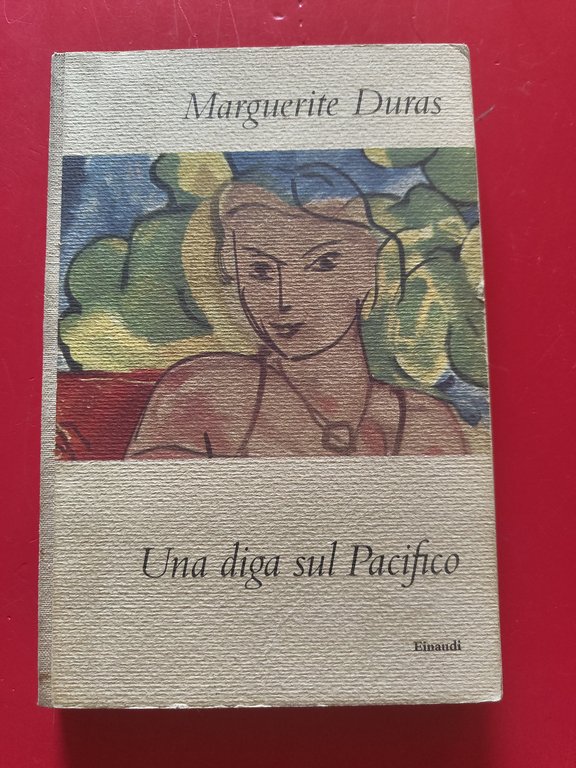 Marguerite Duras
Una diga sul Pacifico
Einaudi